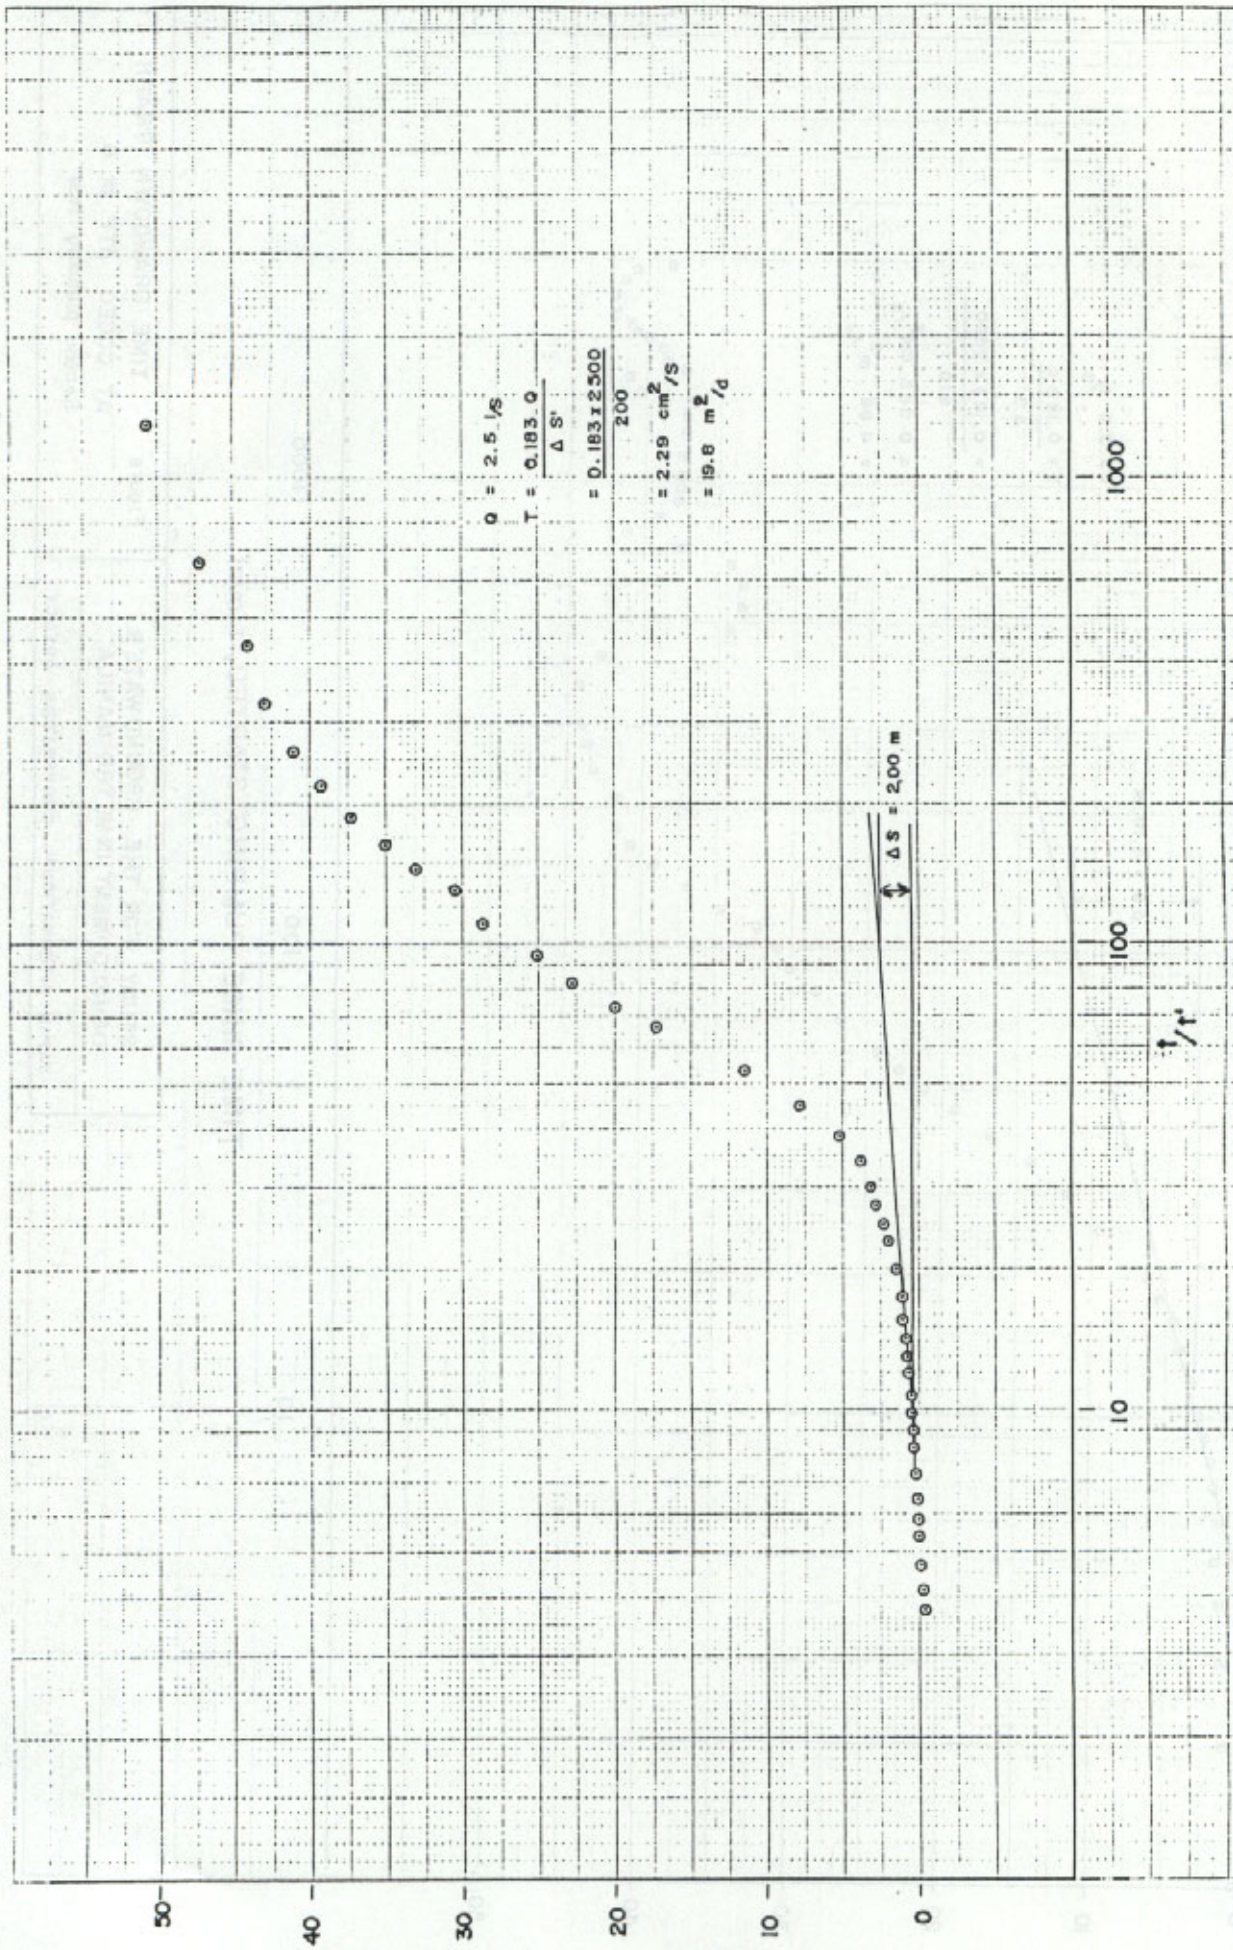 50
40
30
20
10
0
Q = 2.5 l/s
T = 0.183.Q
Δ S'
= 0.183 x 2500
200
= 2.29 cm²/s
= 19.8 m²/d
Δ S = 2,00 m
10
100
1000
t/t'